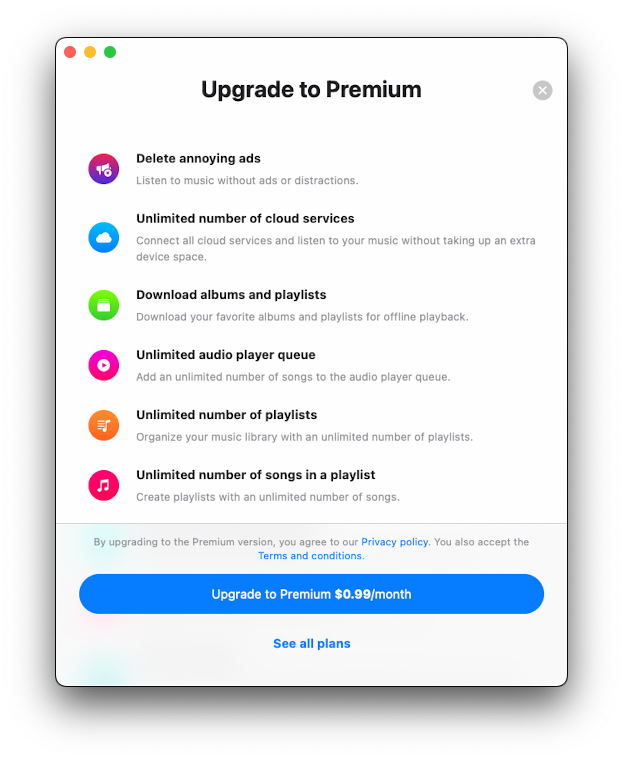 Upgrade to Premium
Delete annoying ads
Listen to music without ads or distractions.
Unlimited number of cloud services
Connect all cloud services and listen to your music without taking up an extra
device space.
Download albums and playlists
Download your favorite albums and playlists for offline playback.
Unlimited audio player queue
Add an unlimited number of songs to the audio player queue.
Unlimited number of playlists
Organize your music library with an unlimited number of playlists.
Unlimited number of songs in a playlist
Create playlists with an unlimited number of songs.
By upgrading to the Premium version, you agree to our Privacy policy. You also accept the
Terms and conditions.
Upgrade to Premium $0.99/month
See all plans